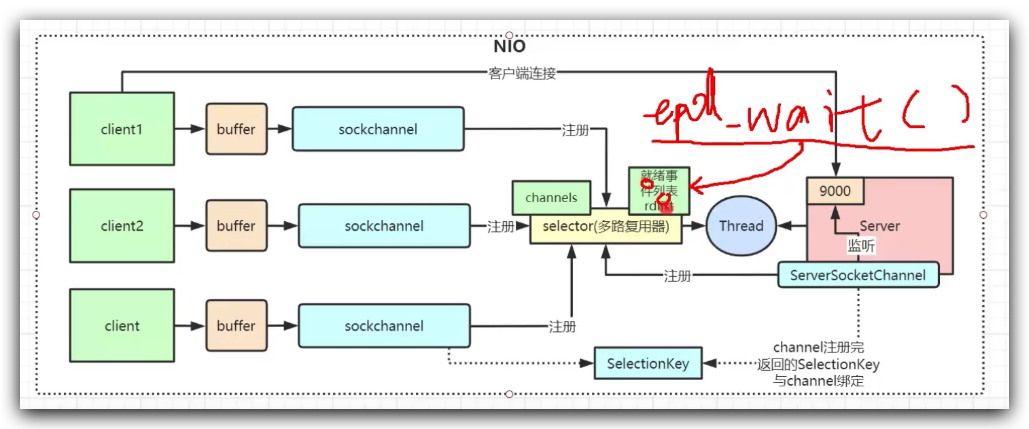 NIO
客户端连接
client1
buffer
sockchannel
注册
epoll_wait()
就绪事
件列表
channels
9000
client2
buffer
sockchannel
注册
selector(多路复用器)
Thread
Server
监听
注册
ServerSocketChannel
client
buffer
sockchannel
注册
SelectionKey
channel注册完
返回的SelectionKey
与channel绑定